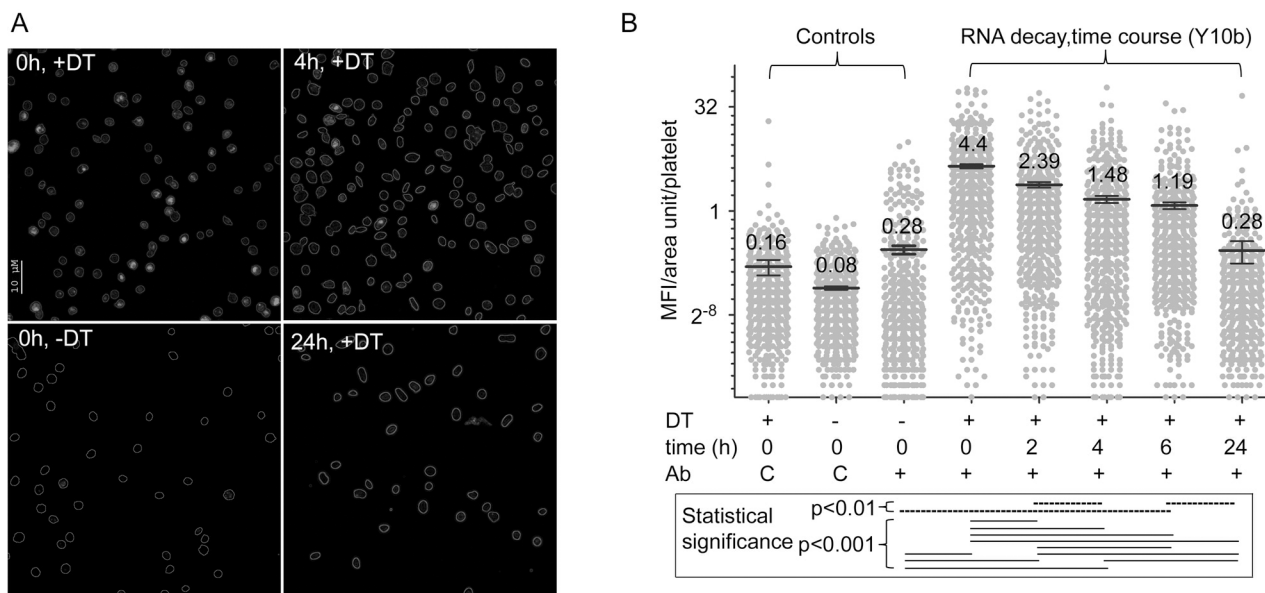 A
0h, +DT
4h, +DT
10 µM
0h, -DT
24h, +DT
B
Controls
RNA decay,time course (Y10b)
MFI/area unit/platelet
32
1
2-8
0.16
0.08
0.28
4.4
2.39
1.48
1.19
0.28
DT + - - + + + + +
time (h) 0 0 0 0 2 4 6 24
Ab C C + + + + + +
Statistical
significance
p<0.01
p<0.001